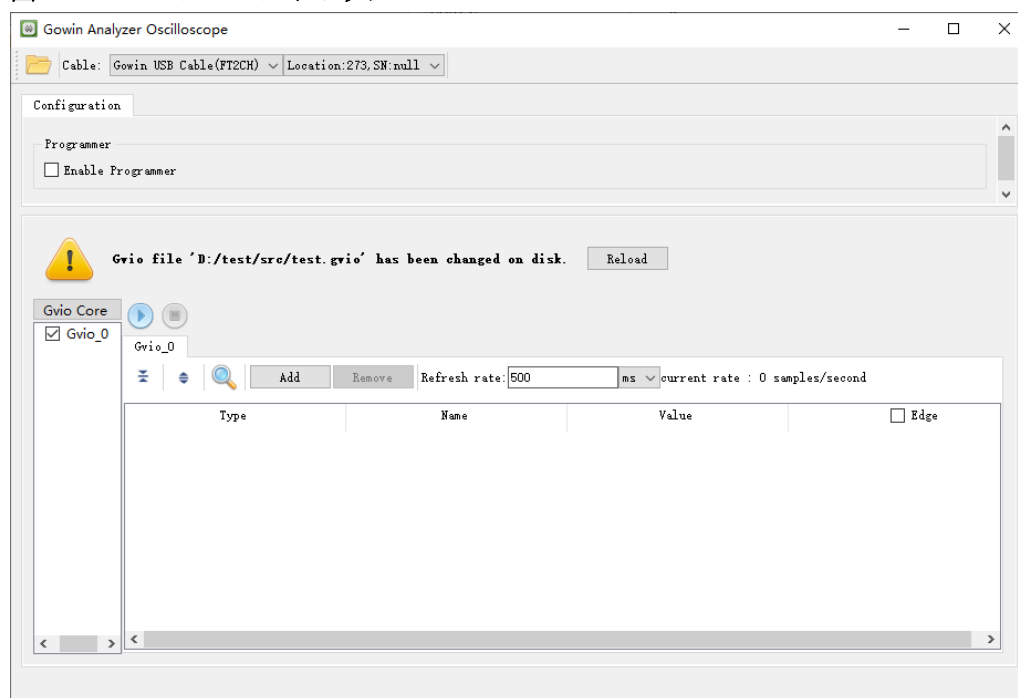 Gowin Analyzer Oscilloscope
Cable: Gowin USB Cable(FT2CH) Location:273,SN:null
Configuration
Programmer
Enable Programmer
Gvio file 'D:/test/src/test.gvio' has been changed on disk. Reload
Gvio Core
Gvio_0
Gvio_0
Add Remove Refresh rate: 500 ms current rate : 0 samples/second
Type Name Value Edge